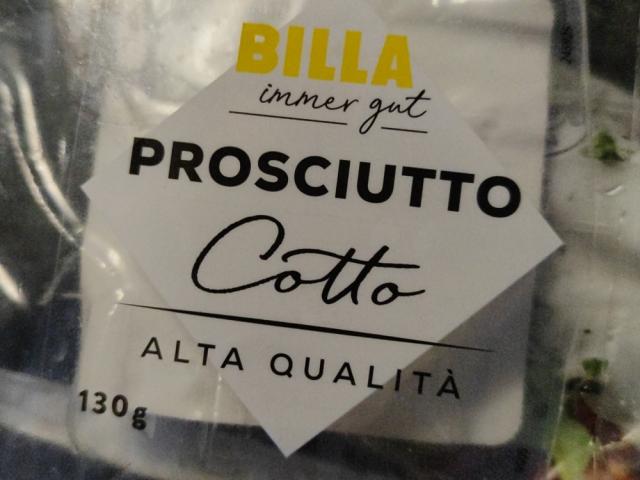 BILLA
immer gut
PROSCIUTTO
Cotto
ALTA QUALITÀ
130g